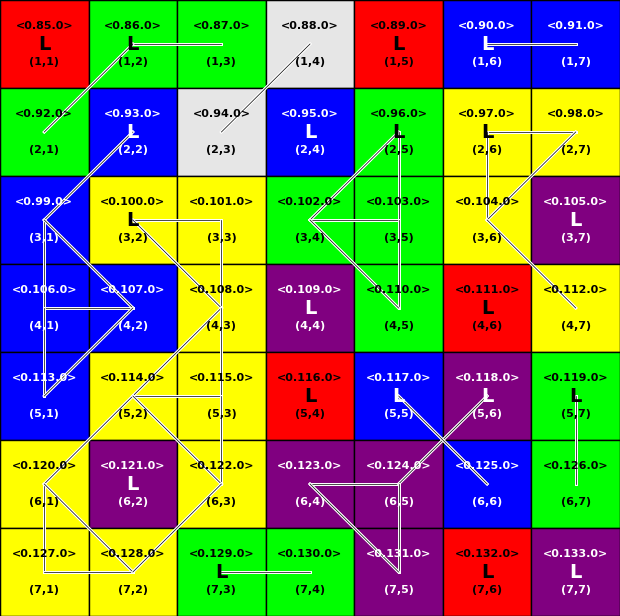 <0.85.0> <0.86.0> <0.87.0> <0.88.0> <0.89.0> <0.90.0> <0.91.0>
L L L L
(1,1) (1,2) (1,3) (1,4) (1,5) (1,6) (1,7)
<0.92.0> <0.93.0> <0.94.0> <0.95.0> <0.96.0> <0.97.0> <0.98.0>
L L L L
(2,1) (2,2) (2,3) (2,4) (2,5) (2,6) (2,7)
<0.99.0> <0.100.0> <0.101.0> <0.102.0> <0.103.0> <0.104.0> <0.105.0>
L L
(3,1) (3,2) (3,3) (3,4) (3,5) (3,6) (3,7)
<0.106.0> <0.107.0> <0.108.0> <0.109.0> <0.110.0> <0.111.0> <0.112.0>
L L
(4,1) (4,2) (4,3) (4,4) (4,5) (4,6) (4,7)
<0.113.0> <0.114.0> <0.115.0> <0.116.0> <0.117.0> <0.118.0> <0.119.0>
L L L L
(5,1) (5,2) (5,3) (5,4) (5,5) (5,6) (5,7)
<0.120.0> <0.121.0> <0.122.0> <0.123.0> <0.124.0> <0.125.0> <0.126.0>
L
(6,1) (6,2) (6,3) (6,4) (6,5) (6,6) (6,7)
<0.127.0> <0.128.0> <0.129.0> <0.130.0> <0.131.0> <0.132.0> <0.133.0>
L L L
(7,1) (7,2) (7,3) (7,4) (7,5) (7,6) (7,7)